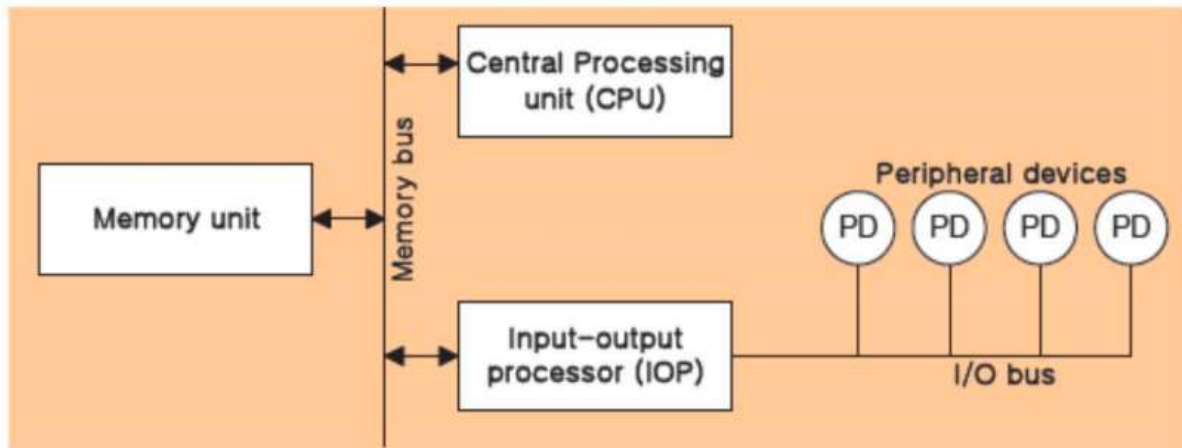 Central Processing
unit (CPU)
Memory bus
Memory unit
Peripheral devices
PD PD PD PD
Input-output
processor (IOP)
I/O bus